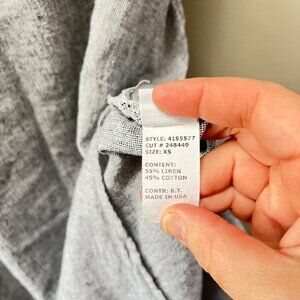 STYLE: 4195577
CUT # 248449
SIZE: XS
CONTENT:
55% LINEN
45% COTTON
CONTR: B.T.
MADE IN USA